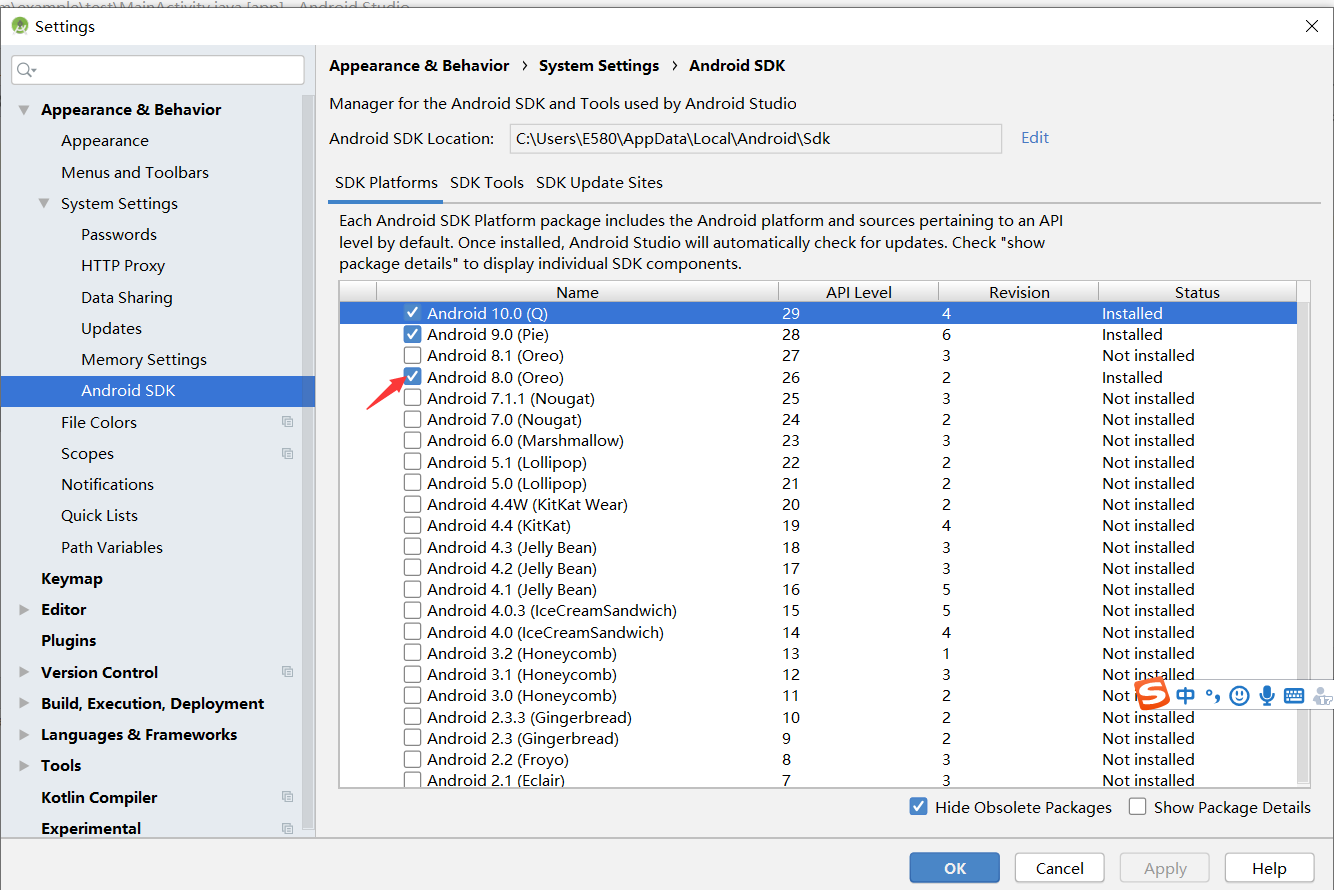 m\example\test\MainActivity.java [app] - Android Studio
Settings
Appearance & Behavior
Appearance
Menus and Toolbars
System Settings
Passwords
HTTP Proxy
Data Sharing
Updates
Memory Settings
Android SDK
File Colors
Scopes
Notifications
Quick Lists
Path Variables
Keymap
Editor
Plugins
Version Control
Build, Execution, Deployment
Languages & Frameworks
Tools
Kotlin Compiler
Experimental
Appearance & Behavior › System Settings › Android SDK
Manager for the Android SDK and Tools used by Android Studio
Android SDK Location: C:\Users\E580\AppData\Local\Android\Sdk Edit
SDK Platforms SDK Tools SDK Update Sites
Each Android SDK Platform package includes the Android platform and sources pertaining to an API
level by default. Once installed, Android Studio will automatically check for updates. Check "show
package details" to display individual SDK components.
Name API Level Revision Status
Android 10.0 (Q) 29 4 Installed
Android 9.0 (Pie) 28 6 Installed
Android 8.1 (Oreo) 27 3 Not installed
Android 8.0 (Oreo) 26 2 Installed
Android 7.1.1 (Nougat) 25 3 Not installed
Android 7.0 (Nougat) 24 2 Not installed
Android 6.0 (Marshmallow) 23 3 Not installed
Android 5.1 (Lollipop) 22 2 Not installed
Android 5.0 (Lollipop) 21 2 Not installed
Android 4.4W (KitKat Wear) 20 2 Not installed
Android 4.4 (KitKat) 19 4 Not installed
Android 4.3 (Jelly Bean) 18 3 Not installed
Android 4.2 (Jelly Bean) 17 3 Not installed
Android 4.1 (Jelly Bean) 16 5 Not installed
Android 4.0.3 (IceCreamSandwich) 15 5 Not installed
Android 4.0 (IceCreamSandwich) 14 4 Not installed
Android 3.2 (Honeycomb) 13 1 Not installed
Android 3.1 (Honeycomb) 12 3 Not installed
Android 3.0 (Honeycomb) 11 2 Not
S 中
Android 2.3.3 (Gingerbread) 10 2 Not installed
Android 2.3 (Gingerbread) 9 2 Not installed
Android 2.2 (Froyo) 8 3 Not installed
Android 2.1 (Eclair) 7 3 Not installed
Hide Obsolete Packages Show Package Details
OK Cancel Apply Help